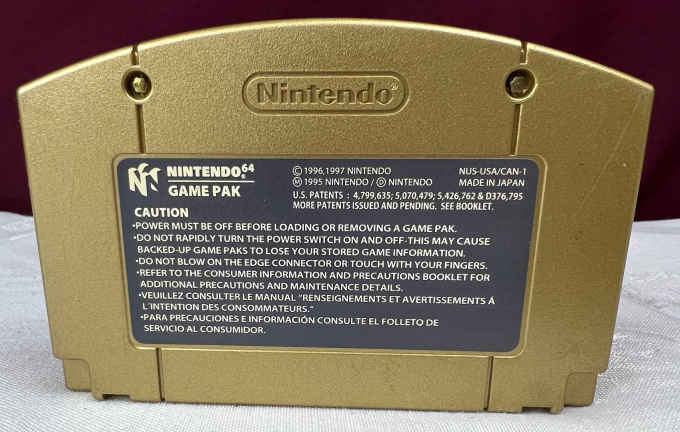 Nintendo®
NINTENDO64
GAME PAK
© 1996,1997 NINTENDO
Ⓜ 1995 NINTENDO / Ⓓ NINTENDO
NUS-USA/CAN-1
MADE IN JAPAN
U.S. PATENTS : 4,799,635; 5,070,479; 5,426,762 & D376,795
MORE PATENTS ISSUED AND PENDING. SEE BOOKLET.
CAUTION
•POWER MUST BE OFF BEFORE LOADING OR REMOVING A GAME PAK.
•DO NOT RAPIDLY TURN THE POWER SWITCH ON AND OFF-THIS MAY CAUSE
BACKED-UP GAME PAKS TO LOSE YOUR STORED GAME INFORMATION.
•DO NOT BLOW ON THE EDGE CONNECTOR OR TOUCH WITH YOUR FINGERS.
•REFER TO THE CONSUMER INFORMATION AND PRECAUTIONS BOOKLET FOR
ADDITIONAL PRECAUTIONS AND MAINTENANCE DETAILS.
•VEUILLEZ CONSULTER LE MANUAL "RENSEIGNEMENTS ET AVERTISSEMENTS À
L'INTENTION DES CONSOMMATEURS."
•PARA PRECAUCIONES E INFORMACIÓN CONSULTE EL FOLLETO DE
SERVICIO AL CONSUMIDOR.